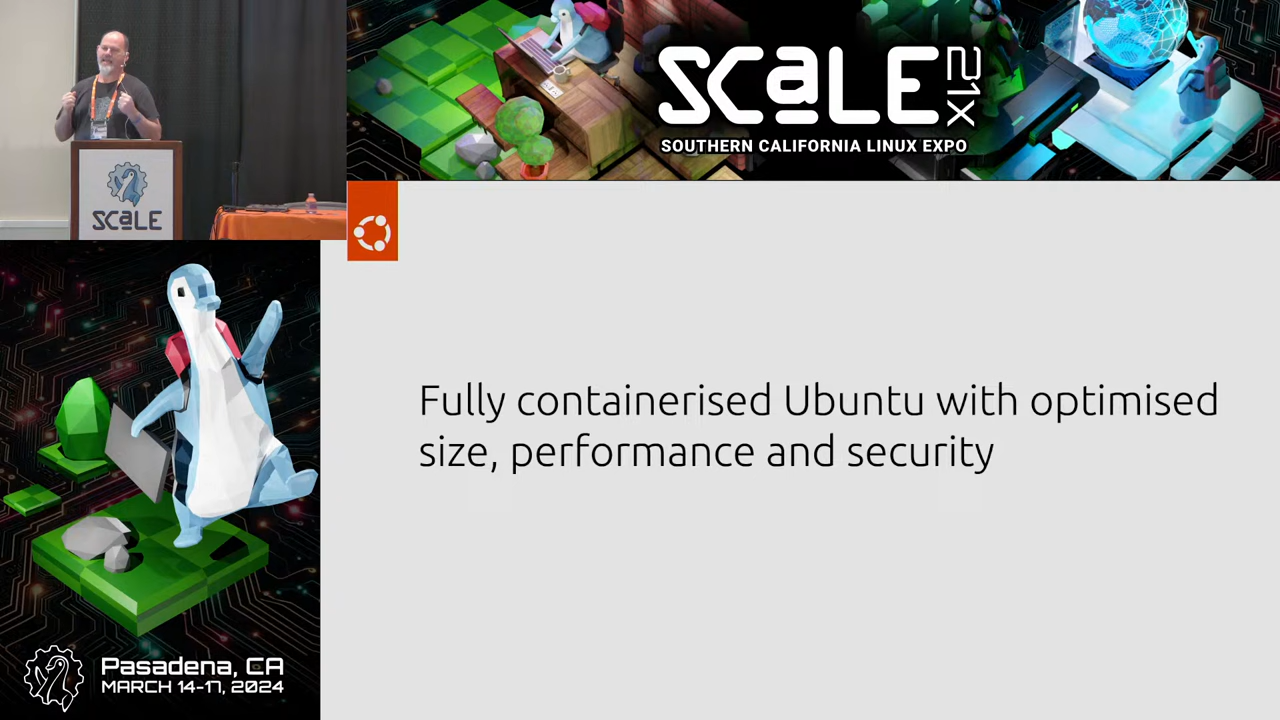 SCALE
21x
SOUTHERN CALIFORNIA LINUX EXPO
SCALE
Fully containerised Ubuntu with optimised
size, performance and security
Pasadena, CA
MARCH 14-17, 2024